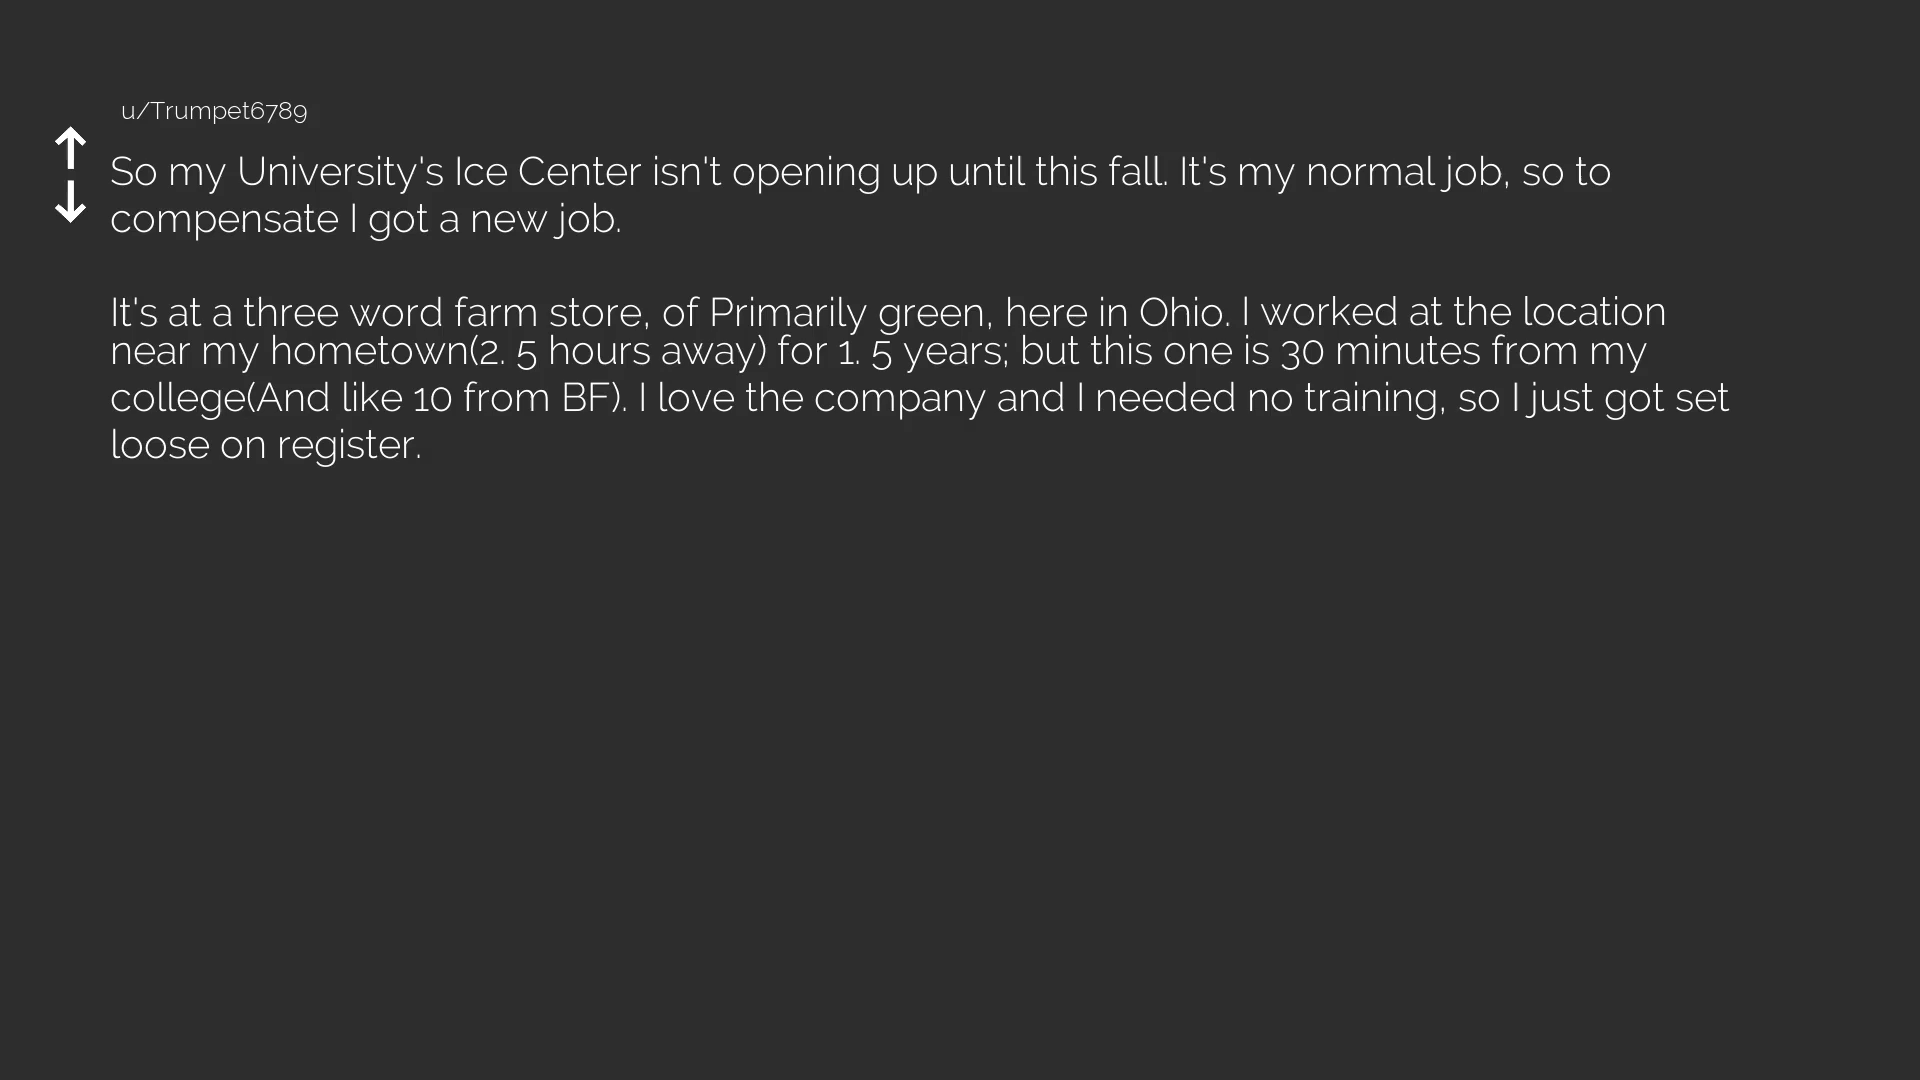 u/Trumpet6789
So my University's Ice Center isn't opening up until this fall. It's my normal job, so to
compensate I got a new job.
It's at a three word farm store, of Primarily green, here in Ohio. I worked at the location
near my hometown(2. 5 hours away) for 1. 5 years; but this one is 30 minutes from my
college(And like 10 from BF). I love the company and I needed no training, so I just got set
loose on register.